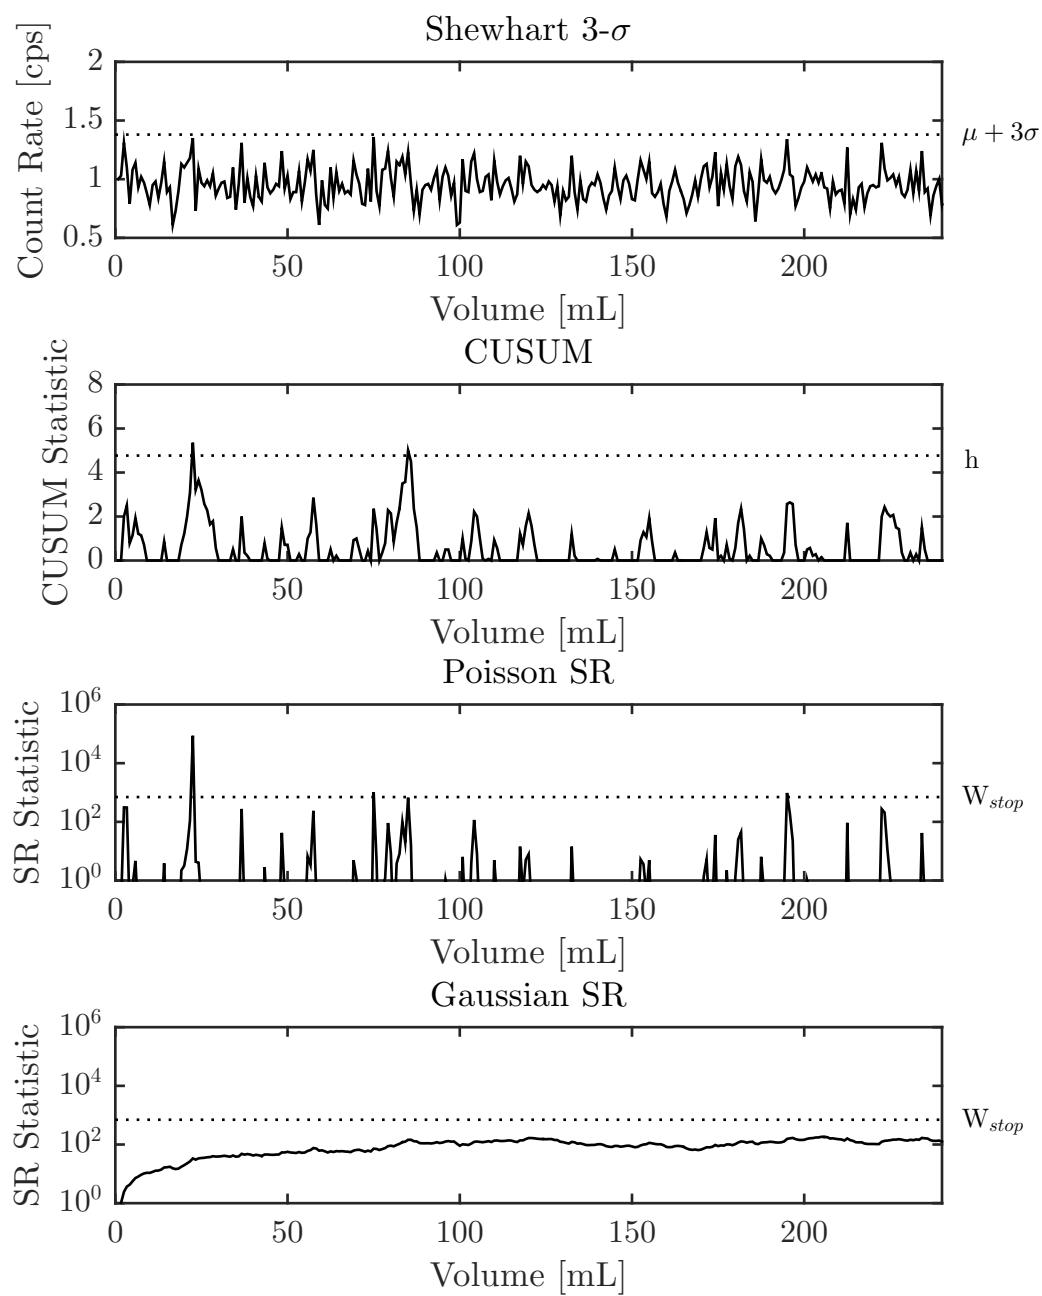 Shewhart 3-σ
Count Rate [cps]
2
1.5
1
0.5
μ + 3σ
0 50 100 150 200
Volume [mL]
CUSUM
CUSUM Statistic
8
6
4
2
0
h
0 50 100 150 200
Volume [mL]
Poisson SR
SR Statistic
10^6
10^4
10^2
10^0
W_stop
0 50 100 150 200
Volume [mL]
Gaussian SR
SR Statistic
10^6
10^4
10^2
10^0
W_stop
0 50 100 150 200
Volume [mL]